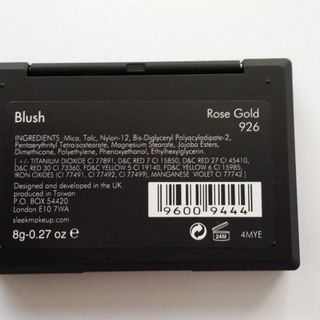 Blush
Rose Gold
926
INGREDIENTS Mica, Talc, Nylon-12, Bis-Diglyceryl Polyacyladipate-2,
Pentaerythrityl Tetraisostearate, Magnesium Stearate, Jojoba Esters,
Dimethicone, Polyethylene, Phenoxyethanol, Ethylhexylglycerin.
[ +/- TITANIUM DIOXIDE CI 77891, D&C RED 7 CI 15850, D&C RED 27 CI 45410,
D&C RED 30 CI 73360, FD&C YELLOW 5 CI 19140, FD&C YELLOW 6 CI 15985,
IRON OXIDES (CI 77491, CI 77492, CI 77499), MANGANESE VIOLET CI 77742 ]
Designed and developed in the UK
produced in Taiwan
P.O. BOX 54420
London E10 7WA
sleekmakeup.com
8g-0.27 oz e
9600 9444
24M
4MYE